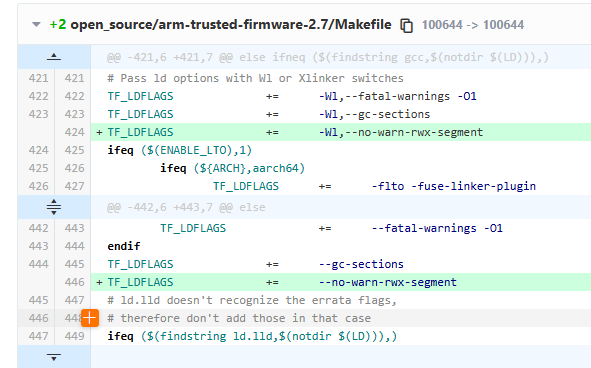 +2 open_source/arm-trusted-firmware-2.7/Makefile 100644 -> 100644
@@ -421,6 +421,7 @@ else ifneq ($(findstring gcc,$(notdir $(LD))),)
421 421 # Pass ld options with Wl or Xlinker switches
422 422 TF_LDFLAGS += -Wl,--fatal-warnings -O1
423 423 TF_LDFLAGS += -Wl,--gc-sections
424 + TF_LDFLAGS += -Wl,--no-warn-rwx-segment
424 425 ifeq ($(ENABLE_LTO),1)
425 426 ifeq (${ARCH},aarch64)
426 427 TF_LDFLAGS += -flto -fuse-linker-plugin
@@ -442,6 +443,7 @@ else
442 443 TF_LDFLAGS += --fatal-warnings -O1
443 444 endif
444 445 TF_LDFLAGS += --gc-sections
446 + TF_LDFLAGS += --no-warn-rwx-segment
445 447 # ld.lld doesn't recognize the errata flags,
446 448 # therefore don't add those in that case
447 449 ifeq ($(findstring ld.lld,$(notdir $(LD))),)